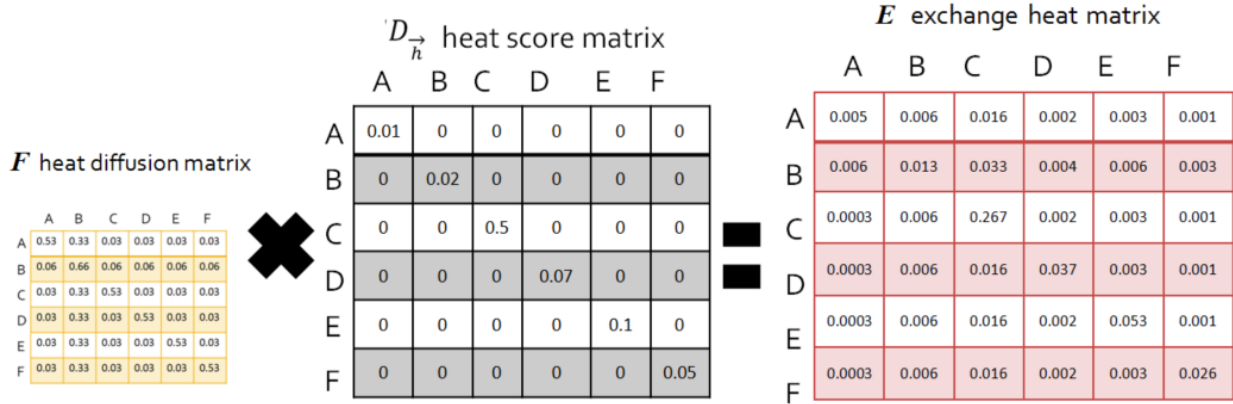 E exchange heat matrix
'D→h heat score matrix
A B C D E F
A B C D E F
A 0.01 0 0 0 0 0
A 0.005 0.006 0.016 0.002 0.003 0.001
F heat diffusion matrix
B 0 0.02 0 0 0 0
B 0.006 0.013 0.033 0.004 0.006 0.003
A B C D E F
A 0.53 0.33 0.03 0.03 0.03 0.03
B 0.06 0.66 0.06 0.06 0.06 0.06
C 0.03 0.33 0.53 0.03 0.03 0.03
D 0.03 0.33 0.03 0.53 0.03 0.03
E 0.03 0.33 0.03 0.03 0.53 0.03
F 0.03 0.33 0.03 0.03 0.03 0.53
C 0 0 0.5 0 0 0
D 0 0 0 0.07 0 0
E 0 0 0 0 0.1 0
F 0 0 0 0 0 0.05
C 0.0003 0.006 0.267 0.002 0.003 0.001
D 0.0003 0.006 0.016 0.037 0.003 0.001
E 0.0003 0.006 0.016 0.002 0.053 0.001
F 0.0003 0.006 0.016 0.002 0.003 0.026